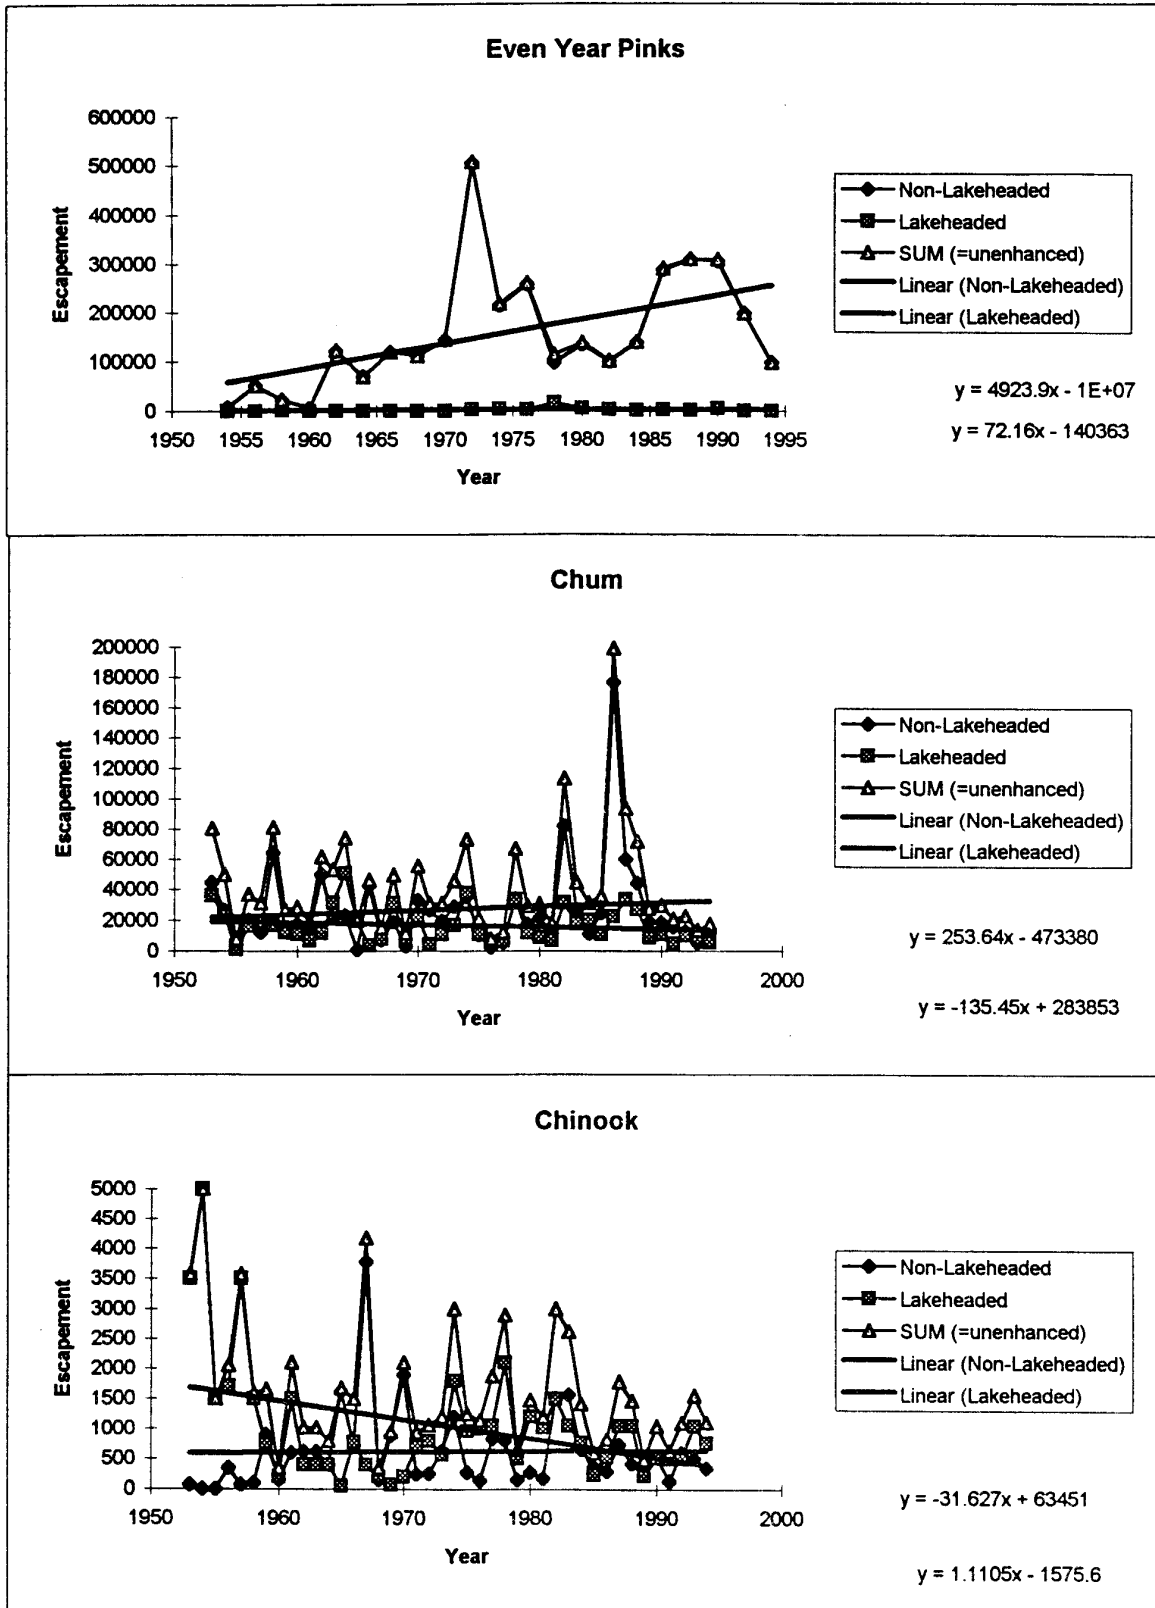 Even Year Pinks
600000
500000
400000
300000
200000
100000
0
Escapement
1950 1955 1960 1965 1970 1975 1980 1985 1990 1995
Year
Non-Lakeheaded
Lakeheaded
SUM (=unenhanced)
Linear (Non-Lakeheaded)
Linear (Lakeheaded)
y = 4923.9x - 1E+07
y = 72.16x - 140363
Chum
200000
180000
160000
140000
120000
100000
80000
60000
40000
20000
0
Escapement
1950 1960 1970 1980 1990 2000
Year
Non-Lakeheaded
Lakeheaded
SUM (=unenhanced)
Linear (Non-Lakeheaded)
Linear (Lakeheaded)
y = 253.64x - 473380
y = -135.45x + 283853
Chinook
5000
4500
4000
3500
3000
2500
2000
1500
1000
500
0
Escapement
1950 1960 1970 1980 1990 2000
Year
Non-Lakeheaded
Lakeheaded
SUM (=unenhanced)
Linear (Non-Lakeheaded)
Linear (Lakeheaded)
y = -31.627x + 63451
y = 1.1105x - 1575.6